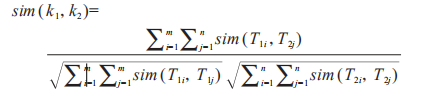 sim(k₁, k₂)=
∑ᵢ₌₁ᵐ ∑ⱼ₌₁ⁿ sim(T₁ᵢ, T₂ⱼ)
√(∑ᵢ₌₁ᵐ ∑ⱼ₌₁ᵐ sim(T₁ᵢ, T₁ⱼ)) √(∑ᵢ₌₁ⁿ ∑ⱼ₌₁ⁿ sim(T₂ᵢ, T₂ⱼ))